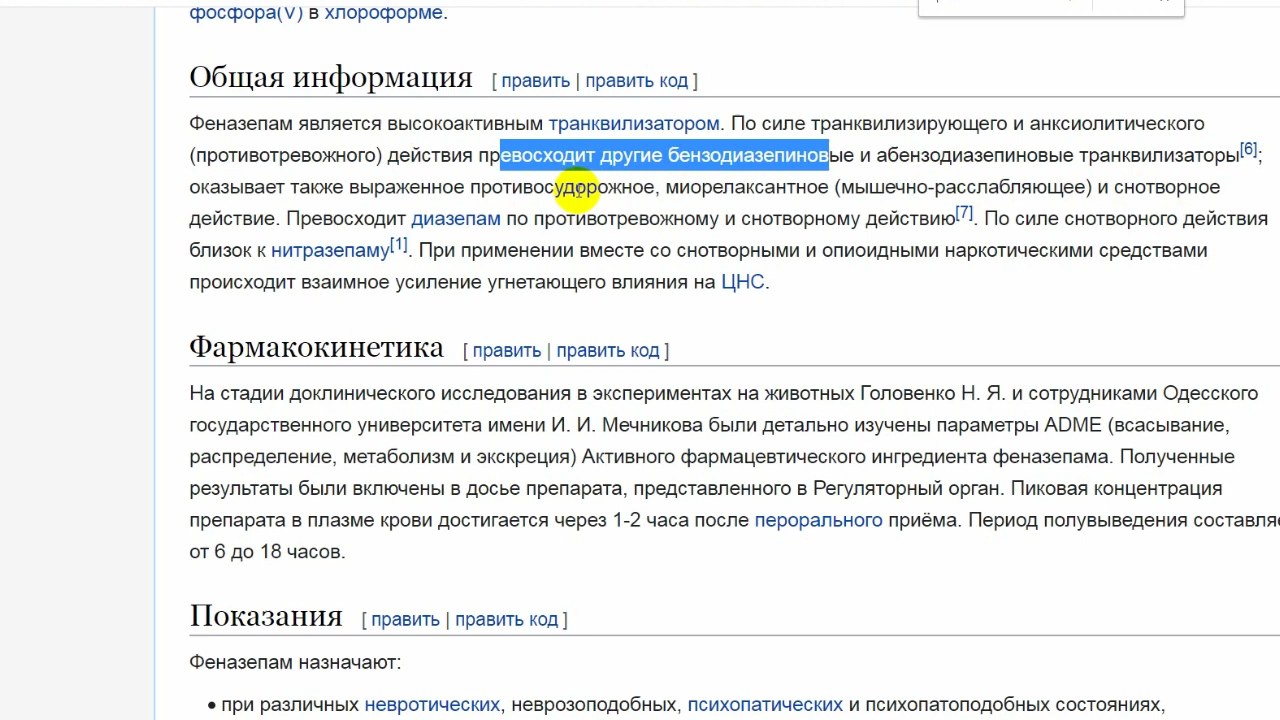 фосфора(V) в хлороформе.
Общая информация [ править | править код ]
Феназепам является высокоактивным транквилизатором. По силе транквилизирующего и анксиолитического
(противотревожного) действия превосходит другие бензодиазепиновые и абензодиазепиновые транквилизаторы[6];
оказывает также выраженное противосудорожное, миорелаксантное (мышечно-расслабляющее) и снотворное
действие. Превосходит диазепам по противотревожному и снотворному действию[7]. По силе снотворного действия
близок к нитразепаму[1]. При применении вместе со снотворными и опиоидными наркотическими средствами
происходит взаимное усиление угнетающего влияния на ЦНС.
Фармакокинетика [ править | править код ]
На стадии доклинического исследования в экспериментах на животных Головенко Н. Я. и сотрудниками Одесского
государственного университета имени И. И. Мечникова были детально изучены параметры ADME (всасывание,
распределение, метаболизм и экскреция) Активного фармацевтического ингредиента феназепама. Полученные
результаты были включены в досье препарата, представленного в Регуляторный орган. Пиковая концентрация
препарата в плазме крови достигается через 1-2 часа после перорального приёма. Период полувыведения составля
от 6 до 18 часов.
Показания [ править | править код ]
Феназепам назначают:
• при различных невротических, неврозоподобных, психопатических и психопатоподобных состояниях,